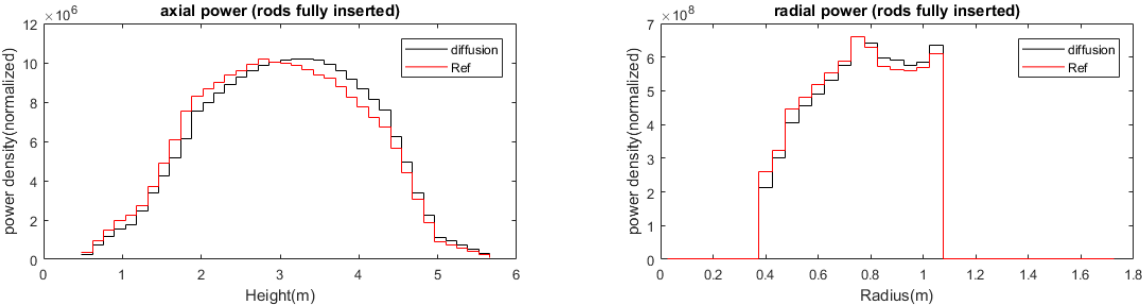 axial power (rods fully inserted)
×10^6
12
10
8
6
4
2
0
power density(normalized)
diffusion
Ref
0 1 2 3 4 5 6
Height(m)
radial power (rods fully inserted)
×10^8
7
6
5
4
3
2
1
0
power density(normalized)
diffusion
Ref
0 0.2 0.4 0.6 0.8 1 1.2 1.4 1.6 1.8
Radius(m)